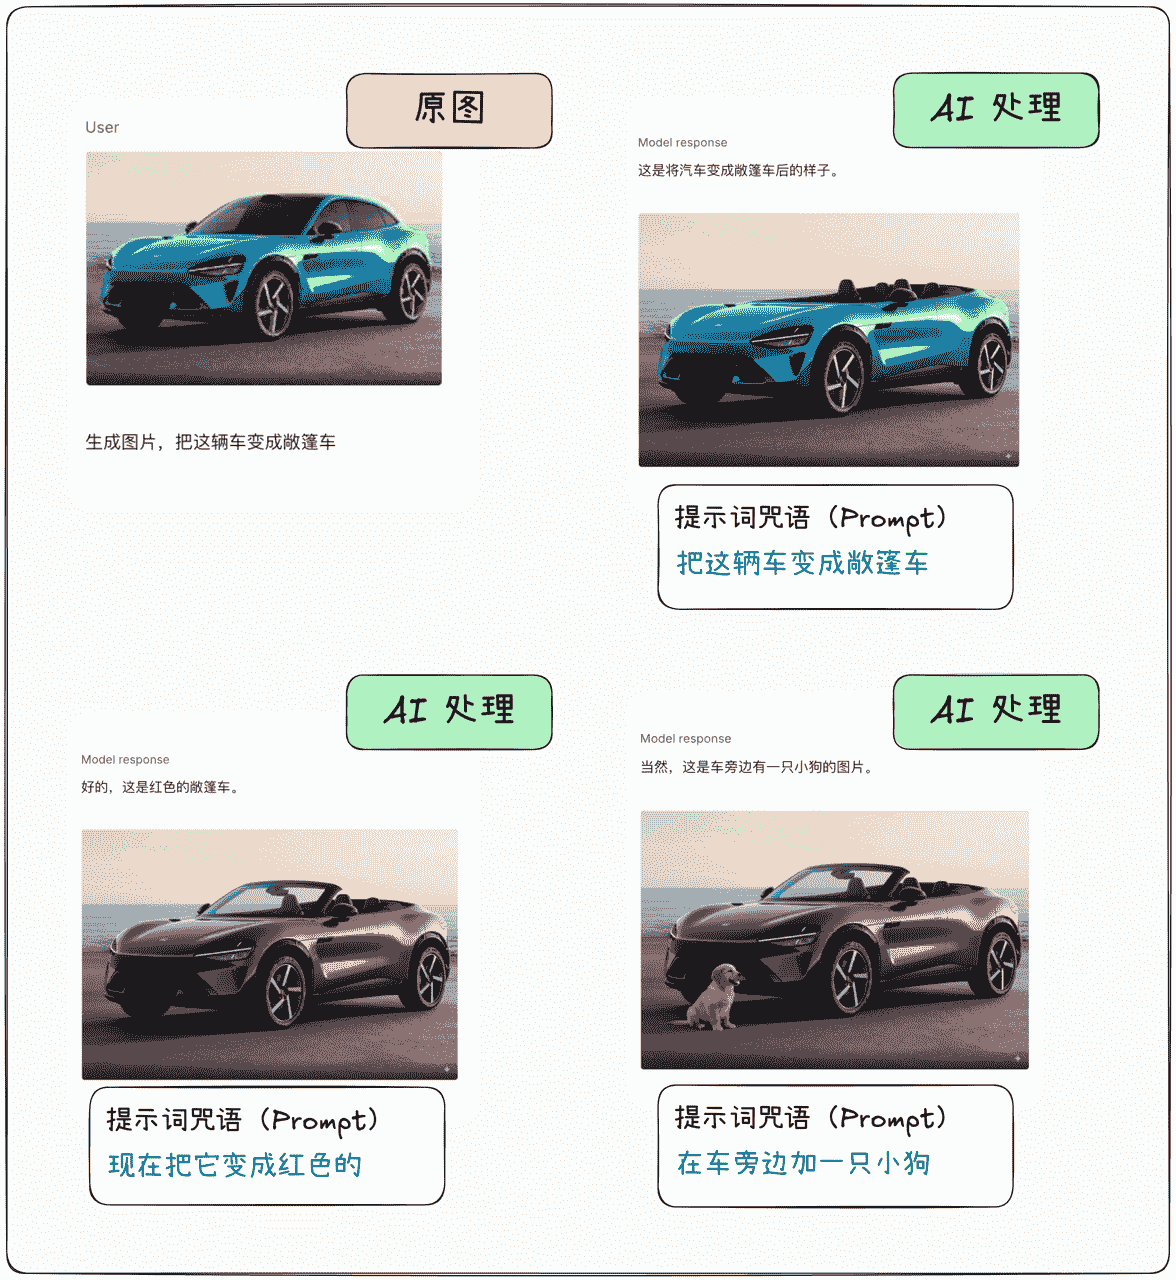 原图
User
生成图片，把这辆车变成敞篷车
AI 处理
Model response
这是将汽车变成敞篷车后的样子。
提示词咒语（Prompt）
把这辆车变成敞篷车
AI 处理
Model response
好的，这是红色的敞篷车。
提示词咒语（Prompt）
现在把它变成红色的
AI 处理
Model response
当然，这是车旁边有一只小狗的图片。
提示词咒语（Prompt）
在车旁边加一只小狗